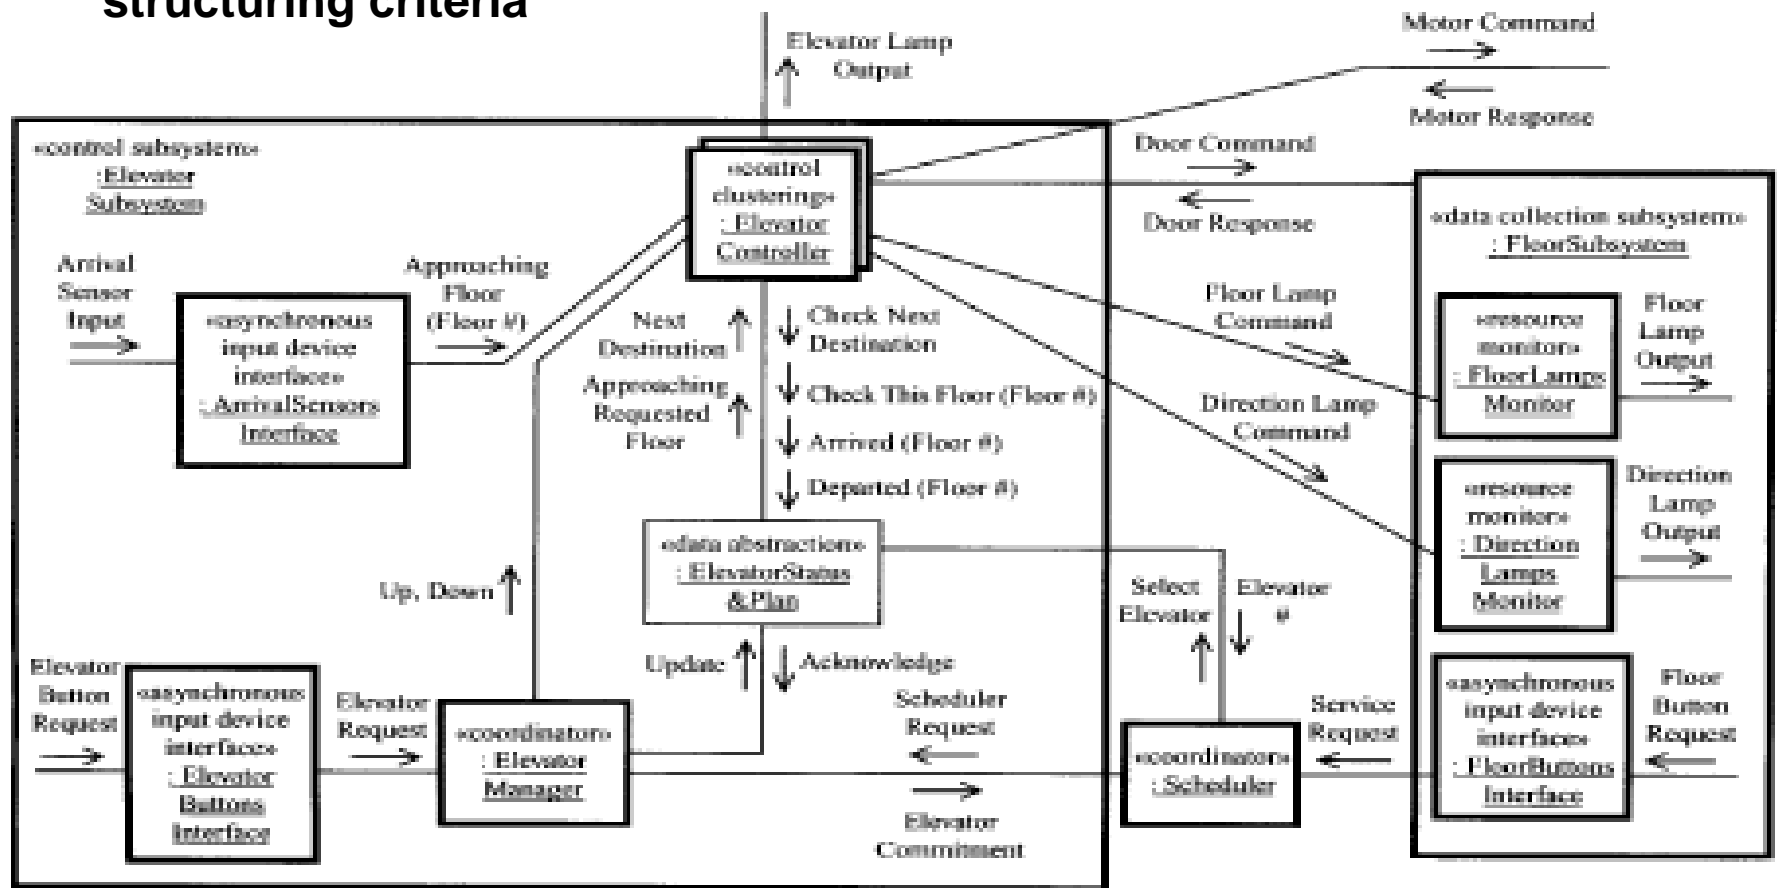 structuring criteria
Elevator Lamp
Output
Motor Command
Motor Response
«control subsystem»
:Elevator
Subsystem
«control
clustering»
: Elevator
Controller
Door Command
Door Response
«data collection subsystem»
: FloorSubsystem
Arrival
Sensor
Input
Approaching
Floor
(Floor #)
«asynchronous
input device
interface»
: ArrivalSensors
Interface
Next
Destination
Approaching
Requested
Floor
Check Next
Destination
Check This Floor (Floor #)
Arrived (Floor #)
Departed (Floor #)
Floor Lamp
Command
Direction Lamp
Command
«resource
monitor»
: FloorLamps
Monitor
Floor
Lamp
Output
«resource
monitor»
: Direction
Lamps
Monitor
Direction
Lamp
Output
Up, Down
«data abstraction»
: ElevatorStatus
&Plan
Select
Elevator
Elevator
#
Update
Acknowledge
Elevator
Button
Request
«asynchronous
input device
interface»
: Elevator
Buttons
Interface
Elevator
Request
«coordinator»
: Elevator
Manager
Scheduler
Request
Elevator
Commitment
«coordinator»
: Scheduler
Service
Request
«asynchronous
input device
interface»
: FloorButtons
Interface
Floor
Button
Request